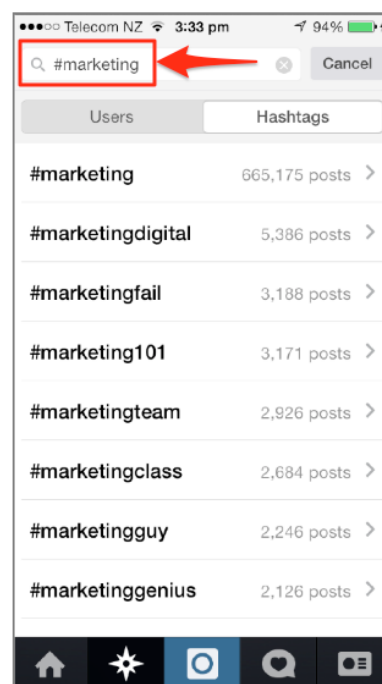 Telecom NZ 3:33 pm 94%
#marketing Cancel
Users Hashtags
#marketing 665,175 posts
#marketingdigital 5,386 posts
#marketingfail 3,188 posts
#marketing101 3,171 posts
#marketingteam 2,926 posts
#marketingclass 2,684 posts
#marketingguy 2,246 posts
#marketinggenius 2,126 posts